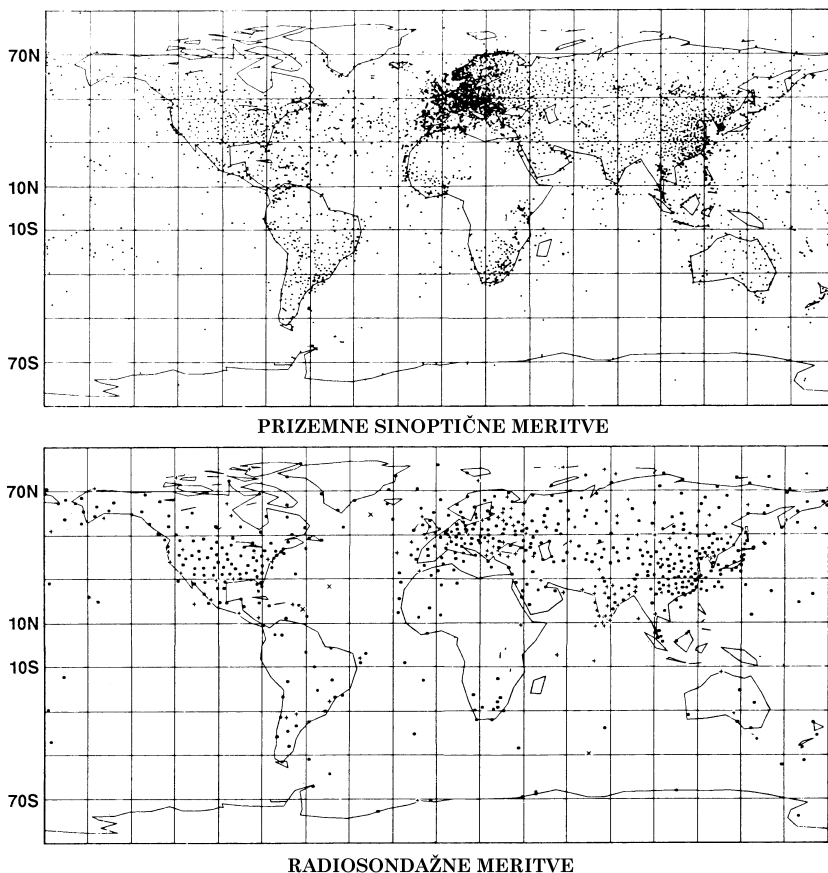 70N
10N
10S
70S
PRIZEMNE SINOPTIČNE MERITVE
70N
10N
10S
70S
RADIOSONDAŽNE MERITVE